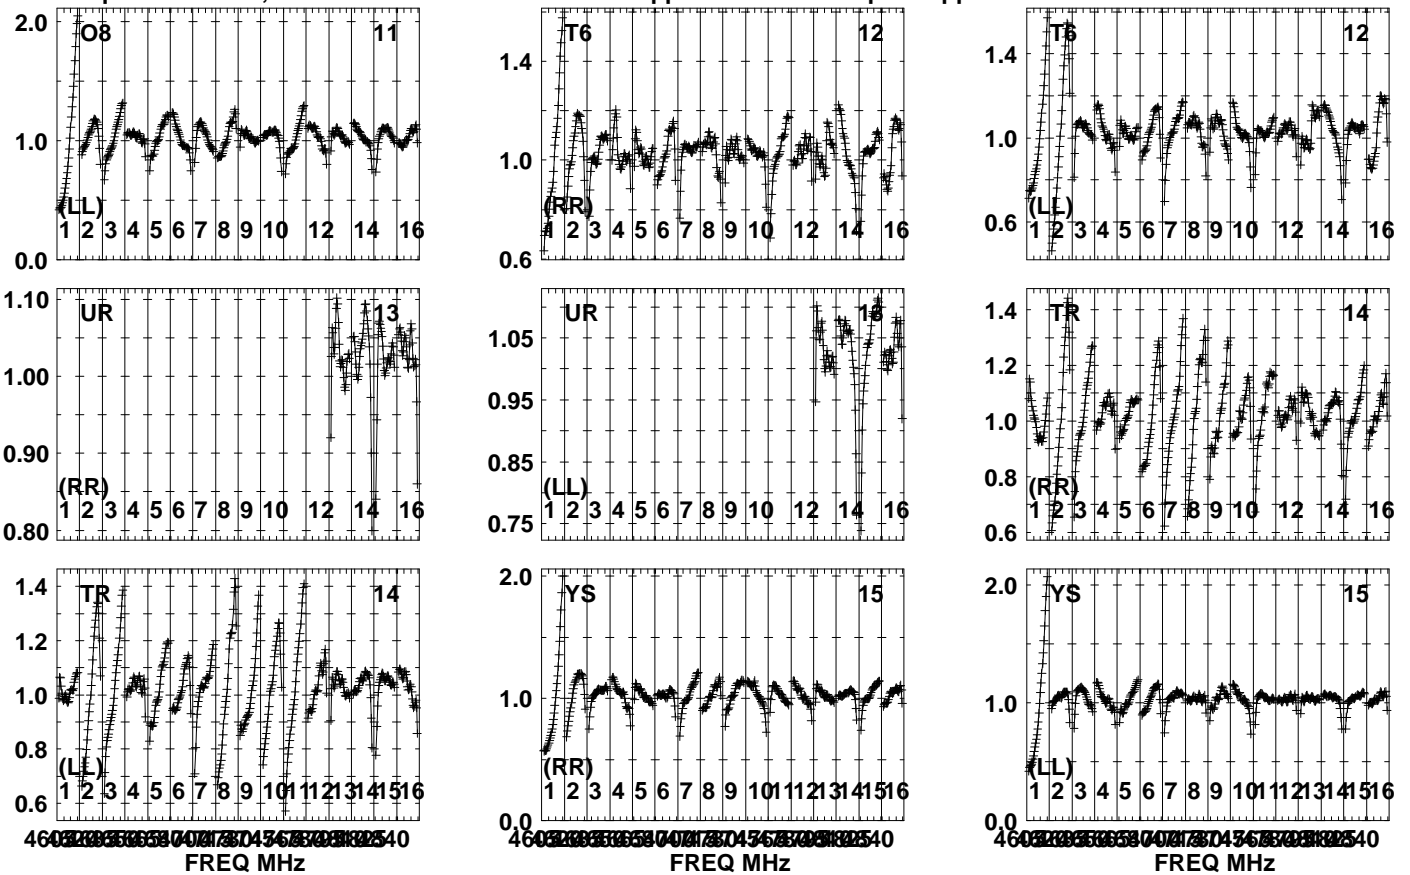 2.0 O8 11
1.0
(LL)
1 2 3 4 5 6 7 8 9 10 12 14 16
0.0
T6 12
1.4
1.0
(RR)
1 2 3 4 5 6 7 8 9 10 12 14 16
0.6
T6 12
1.4
1.0
(LL)
0.6
1 2 3 4 5 6 7 8 9 10 12 14 16
1.10 UR 13
1.00
0.90
(RR)
1 2 3 4 5 6 7 8 9 10 12 14 16
0.80
UR 13
1.05
0.95
0.85
(LL)
1 2 3 4 5 6 7 8 9 10 12 14 16
0.75
1.4 TR 14
1.2
1.0
0.8
(RR)
1 2 3 4 5 6 7 8 9 10 12 14 16
0.6
1.4 TR 14
1.2
1.0
0.8
(LL)
1 2 3 4 5 6 7 8 9 10 11 12 13 14 15 16
0.6
FREQ MHz
2.0 YS 15
1.0
(RR)
1 2 3 4 5 6 7 8 9 10 11 12 13 14 15 16
0.0
FREQ MHz
2.0 YS 15
1.0
(LL)
1 2 3 4 5 6 7 8 9 10 11 12 13 14 15 16
0.0
FREQ MHz